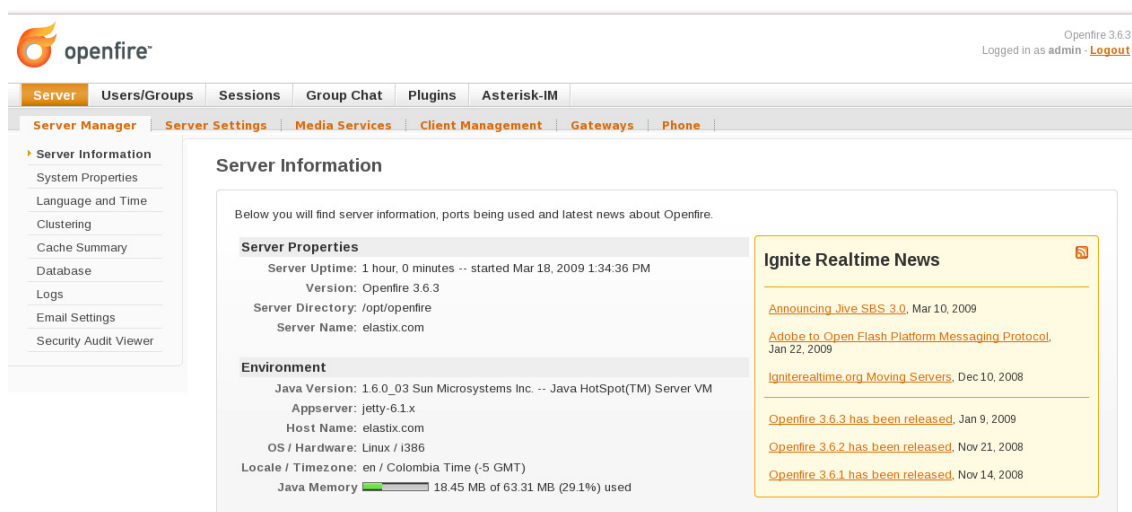 openfire™
Openfire 3.6.3
Logged in as admin - Logout
Server Users/Groups Sessions Group Chat Plugins Asterisk-IM
Server Manager Server Settings Media Services Client Management Gateways Phone
Server Information
System Properties
Language and Time
Clustering
Cache Summary
Database
Logs
Email Settings
Security Audit Viewer
Server Information
Below you will find server information, ports being used and latest news about Openfire.
Server Properties
Server Uptime: 1 hour, 0 minutes -- started Mar 18, 2009 1:34:36 PM
Version: Openfire 3.6.3
Server Directory: /opt/openfire
Server Name: elastix.com
Environment
Java Version: 1.6.0_03 Sun Microsystems Inc. -- Java HotSpot(TM) Server VM
Appserver: jetty-6.1.x
Host Name: elastix.com
OS / Hardware: Linux / i386
Locale / Timezone: en / Colombia Time (-5 GMT)
Java Memory 18.45 MB of 63.31 MB (29.1%) used
Ignite Realtime News
Announcing Jive SBS 3.0, Mar 10, 2009
Adobe to Open Flash Platform Messaging Protocol,
Jan 22, 2009
Igniterealtime.org Moving Servers, Dec 10, 2008
Openfire 3.6.3 has been released, Jan 9, 2009
Openfire 3.6.2 has been released, Nov 21, 2008
Openfire 3.6.1 has been released, Nov 14, 2008